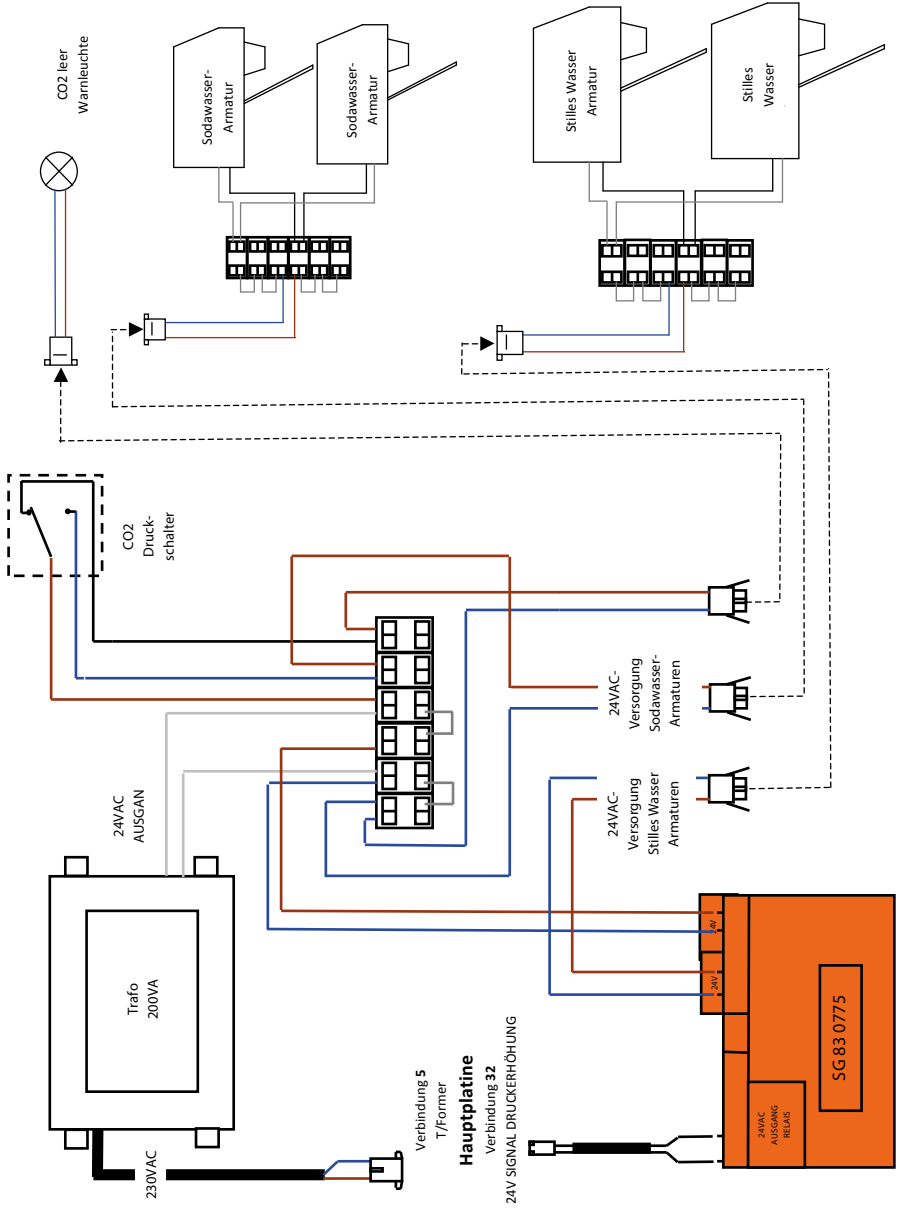 CO2 leer
Warnleuchte
Sodawasser-
Armatur
Sodawasser-
Armatur
Stilles Wasser
Armatur
Stilles
Wasser
CO2
Druck-
schalter
24VAC
AUSGAN
24VAC-
Versorgung
Sodawasser-
Armaturen
24VAC-
Versorgung
Stilles Wasser
Armaturen
Trafo
200VA
230VAC
Verbindung 5
T/Former
Hauptplatine
Verbindung 32
24V SIGNAL DRUCKERHÖHUNG
24V
24V
SG 83 0775
24VAC
AUSGANG
RELAIS